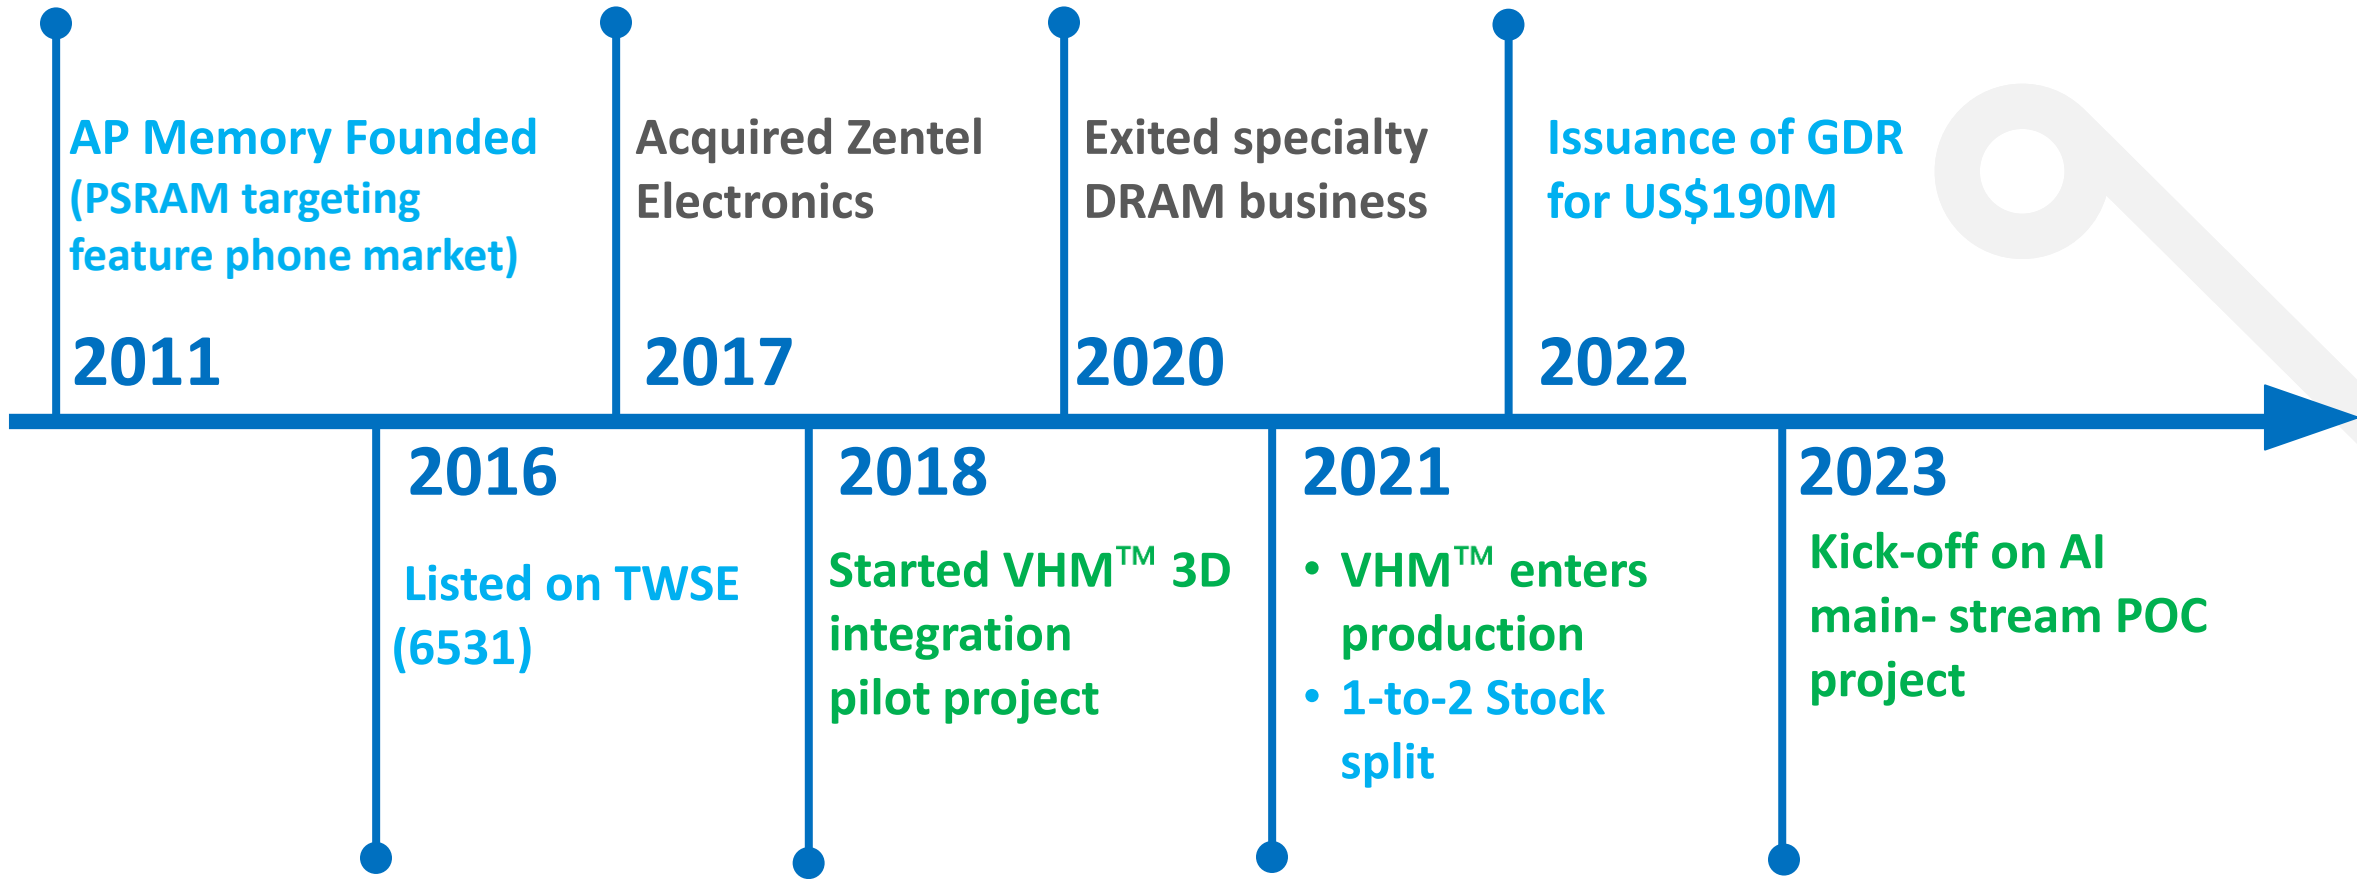 AP Memory Founded
(PSRAM targeting
feature phone market)
2011
Acquired Zentel
Electronics
2017
Exited specialty
DRAM business
2020
Issuance of GDR
for US$190M
2022
2016
Listed on TWSE
(6531)
2018
Started VHM™ 3D
integration
pilot project
2021
• VHM™ enters
production
• 1-to-2 Stock
split
2023
Kick-off on AI
main- stream POC
project